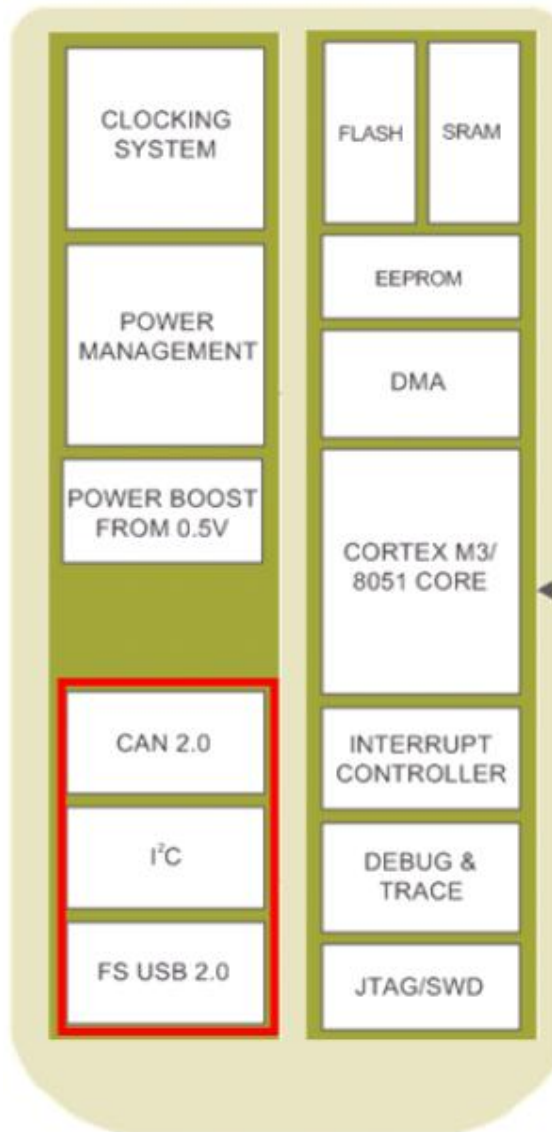 CLOCKING
SYSTEM
POWER
MANAGEMENT
POWER BOOST
FROM 0.5V
CAN 2.0
I²C
FS USB 2.0
FLASH
SRAM
EEPROM
DMA
CORTEX M3/
8051 CORE
INTERRUPT
CONTROLLER
DEBUG &
TRACE
JTAG/SWD